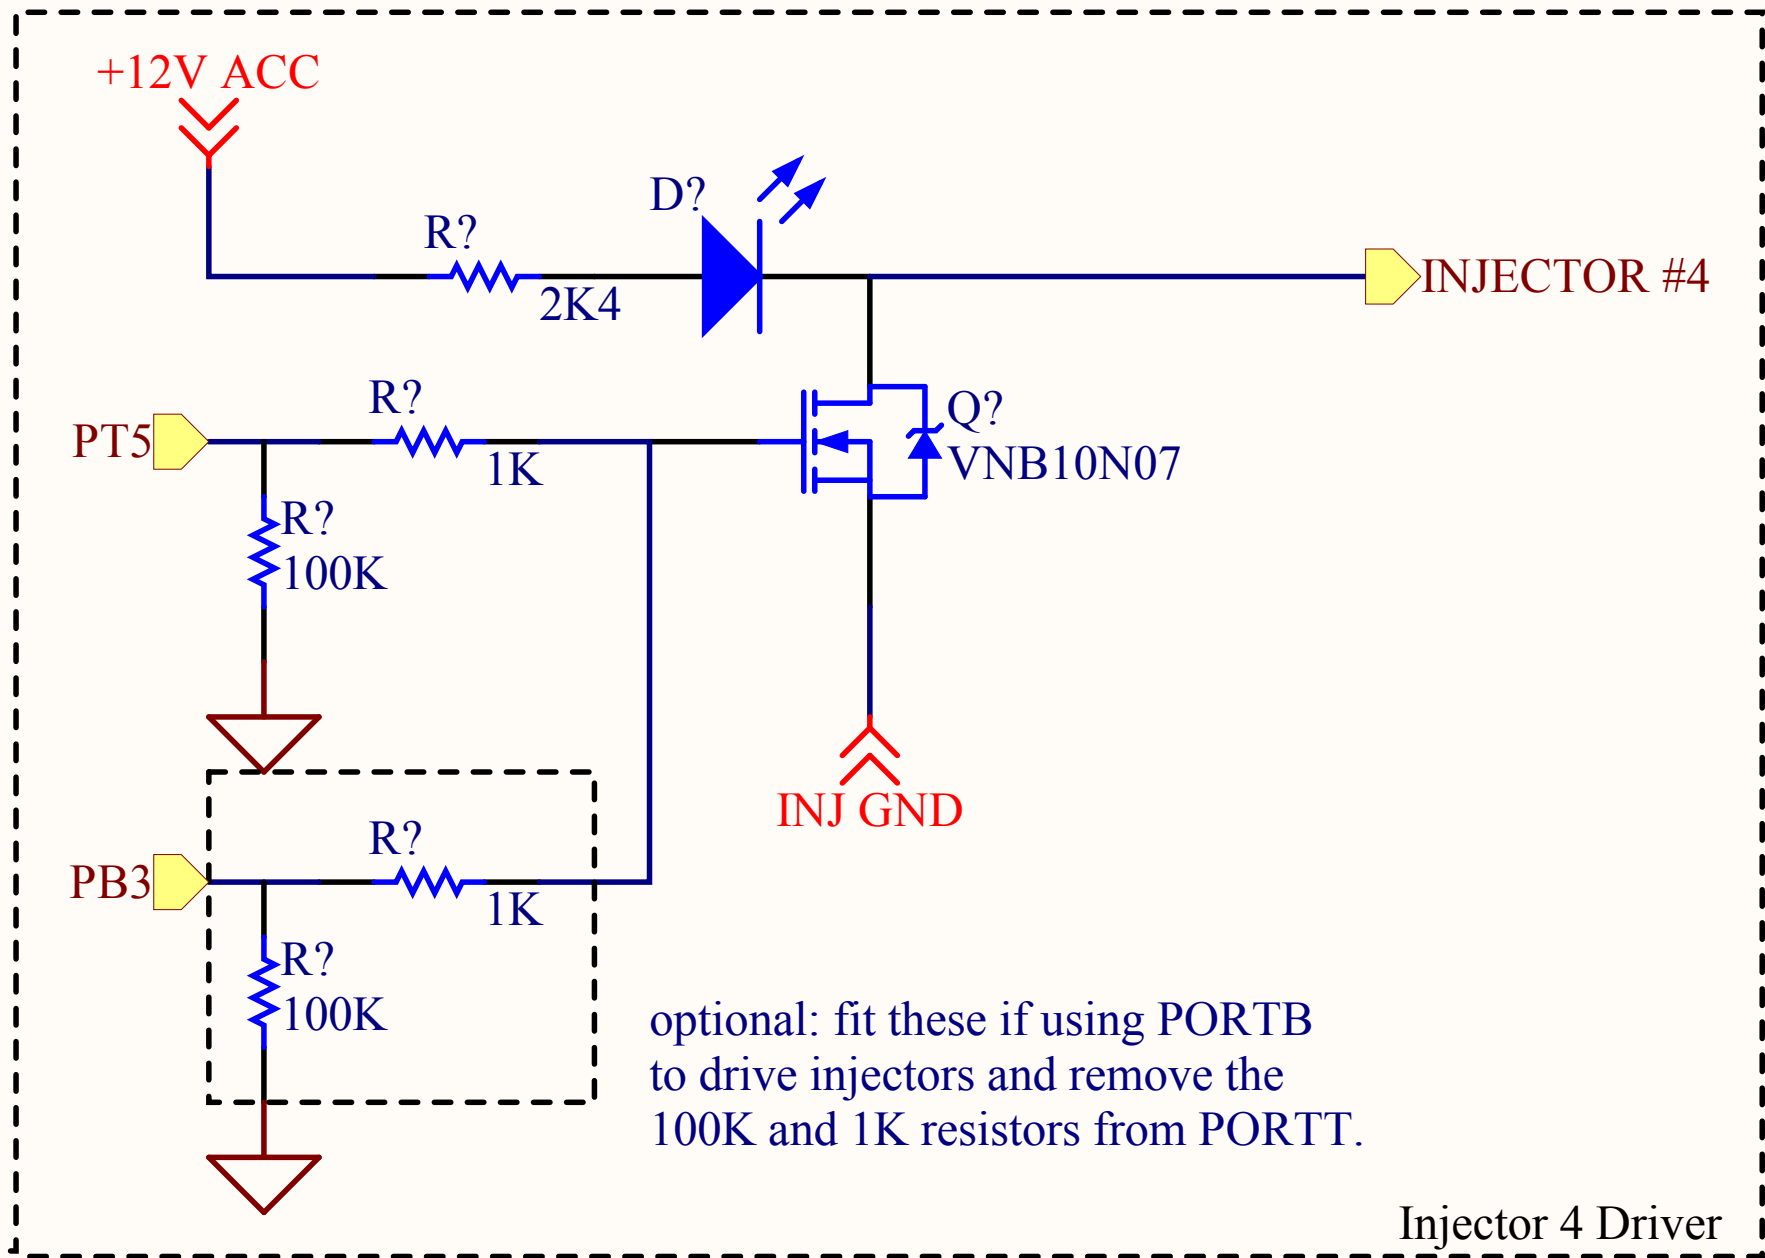 +12V ACC
D?
R?
2K4
INJECTOR #4
R?
PT5
1K
Q?
VNB10N07
R?
100K
INJ GND
R?
PB3
1K
R?
100K
optional: fit these if using PORTB
to drive injectors and remove the
100K and 1K resistors from PORTT.
Injector 4 Driver